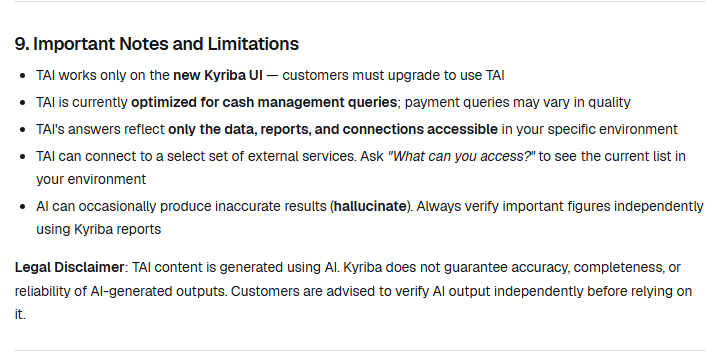 9. Important Notes and Limitations
• TAI works only on the new Kyriba UI — customers must upgrade to use TAI
• TAI is currently optimized for cash management queries; payment queries may vary in quality
• TAI's answers reflect only the data, reports, and connections accessible in your specific environment
• TAI can connect to a select set of external services. Ask "What can you access?" to see the current list in
your environment
• AI can occasionally produce inaccurate results (hallucinate). Always verify important figures independently
using Kyriba reports
Legal Disclaimer: TAI content is generated using AI. Kyriba does not guarantee accuracy, completeness, or
reliability of AI-generated outputs. Customers are advised to verify AI output independently before relying on
it.